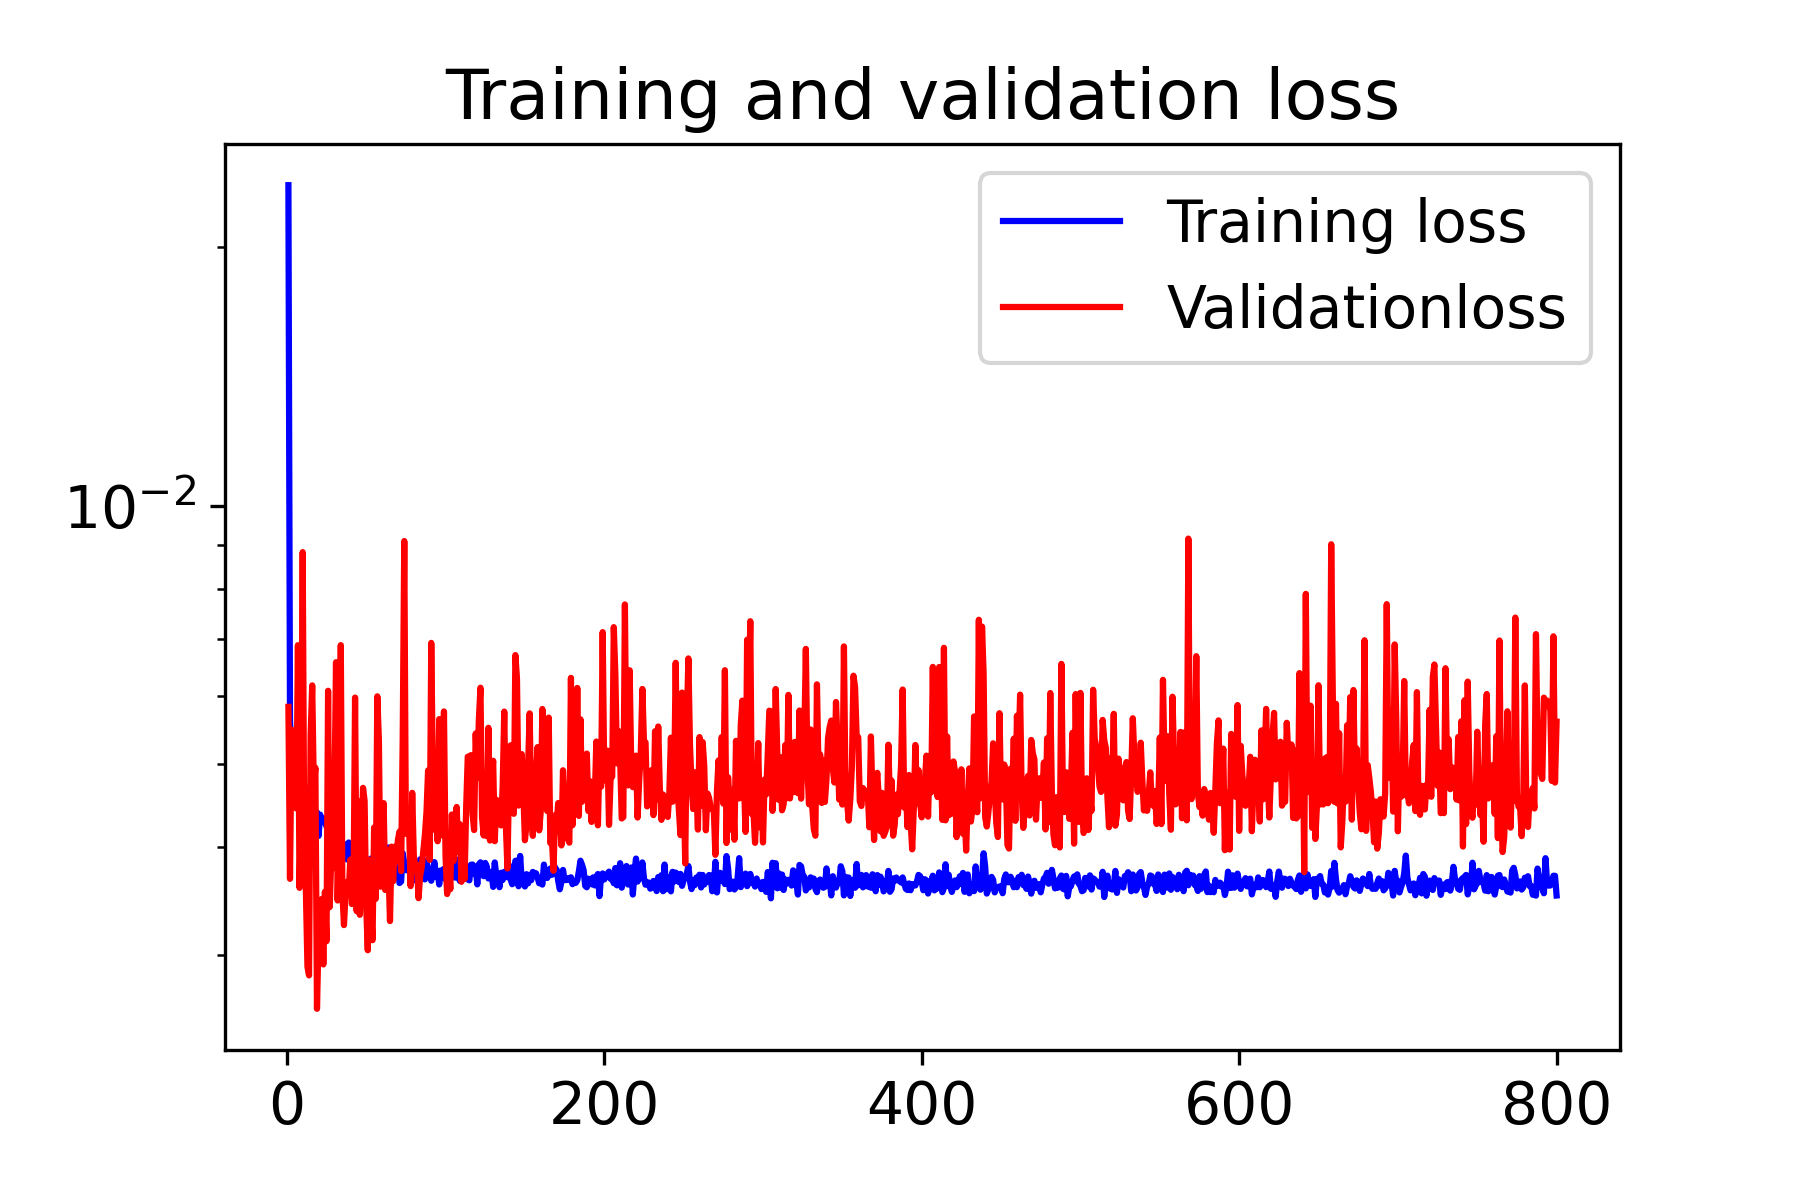 Training and validation loss
Training loss
Validationloss
10⁻²
0 200 400 600 800